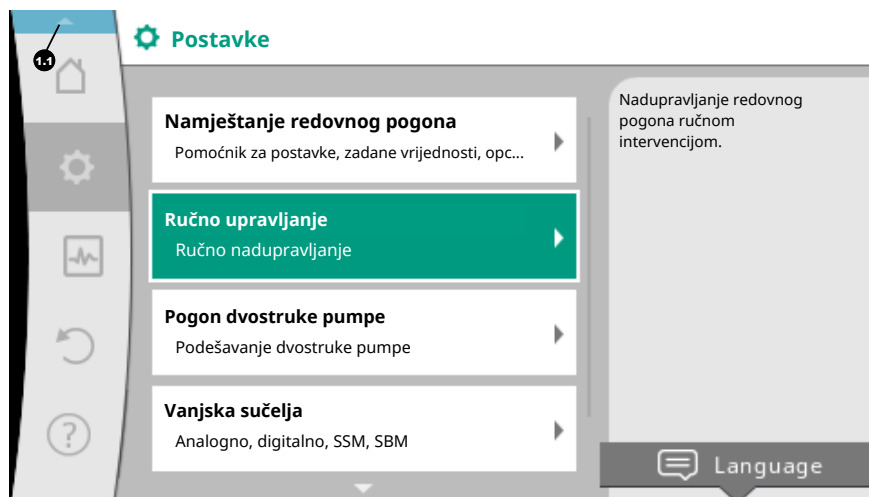 1.1
Postavke
Namještanje redovnog pogona
Pomoćnik za postavke, zadane vrijednosti, opc...
Ručno upravljanje
Ručno nadupravljanje
Pogon dvostruke pumpe
Podešavanje dvostruke pumpe
Vanjska sučelja
Analogno, digitalno, SSM, SBM
Nadupravljanje redovnog
pogona ručnom
intervencijom.
Language